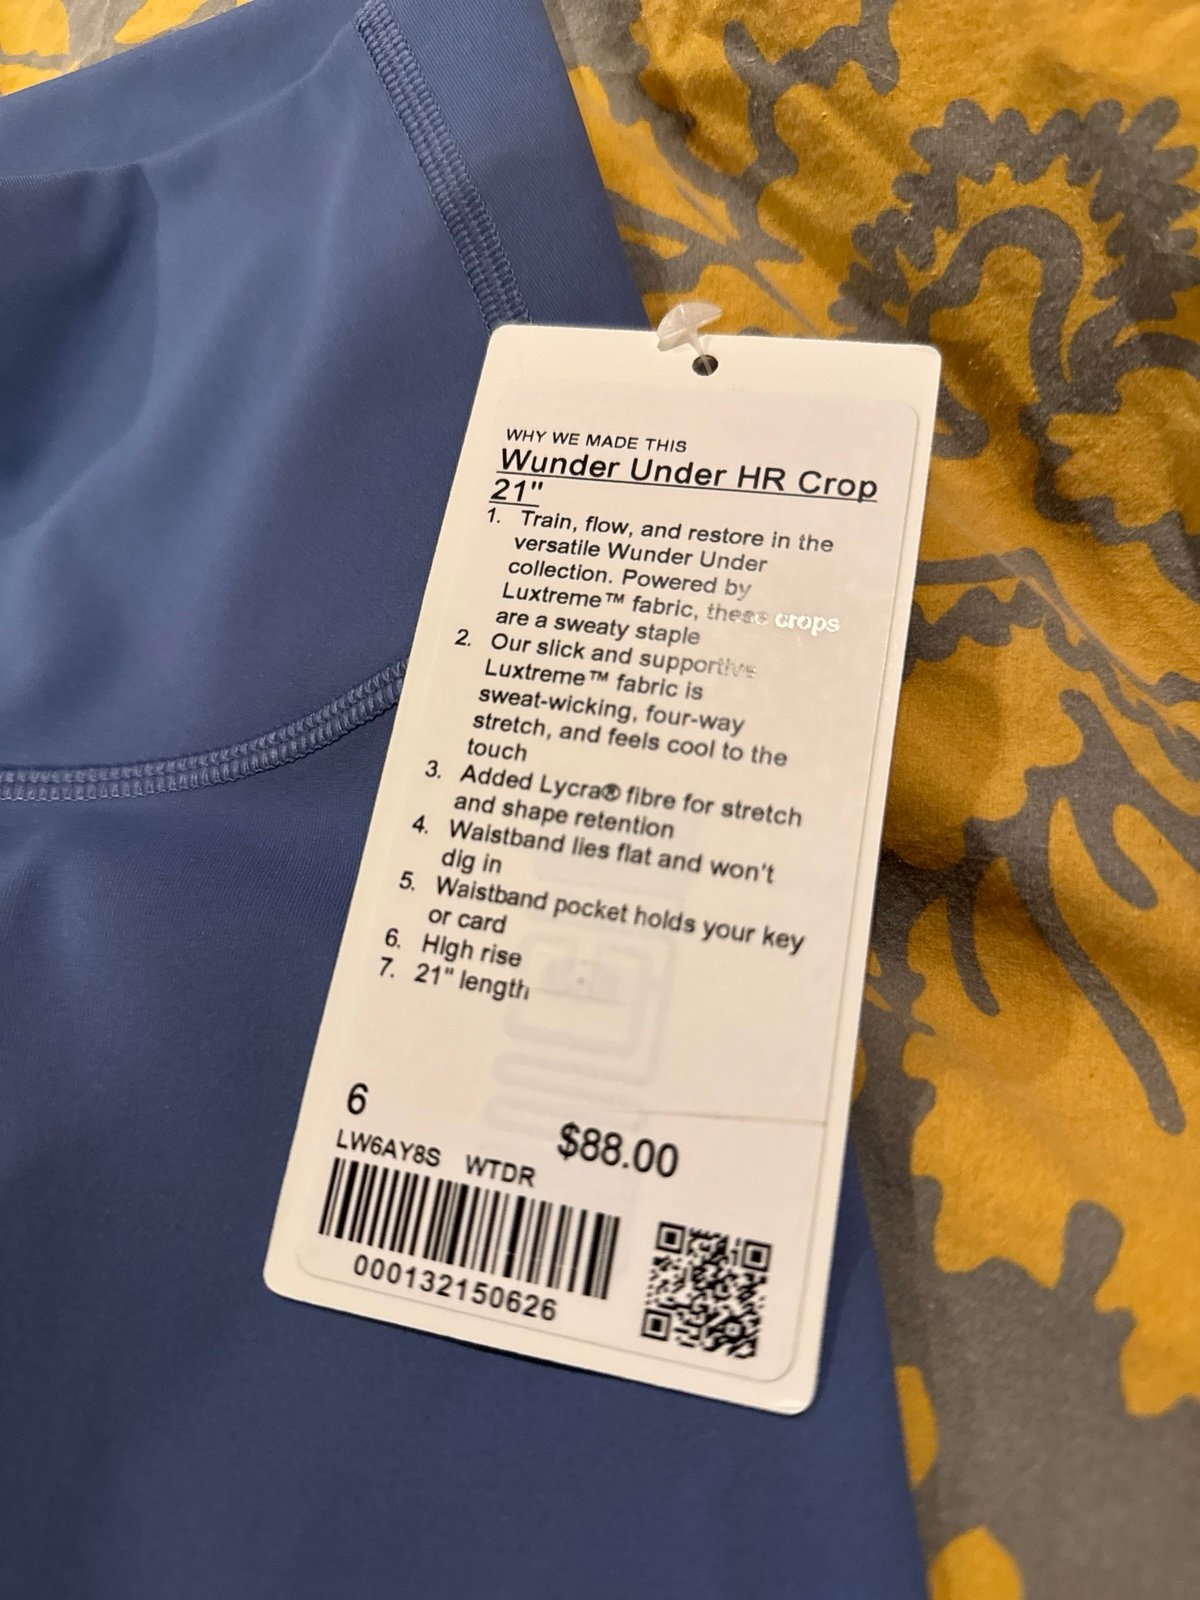 WHY WE MADE THIS
Wunder Under HR Crop
21"
1. Train, flow, and restore in the
versatile Wunder Under
collection. Powered by
Luxtreme™ fabric, these crops
are a sweaty staple
2. Our slick and supportive
Luxtreme™ fabric is
sweat-wicking, four-way
stretch, and feels cool to the
touch
3. Added Lycra® fibre for stretch
and shape retention
4. Waistband lies flat and won't
dig in
5. Waistband pocket holds your key
or card
6. High rise
7. 21" length
6
$88.00
LW6AY8S WTDR
000132150626